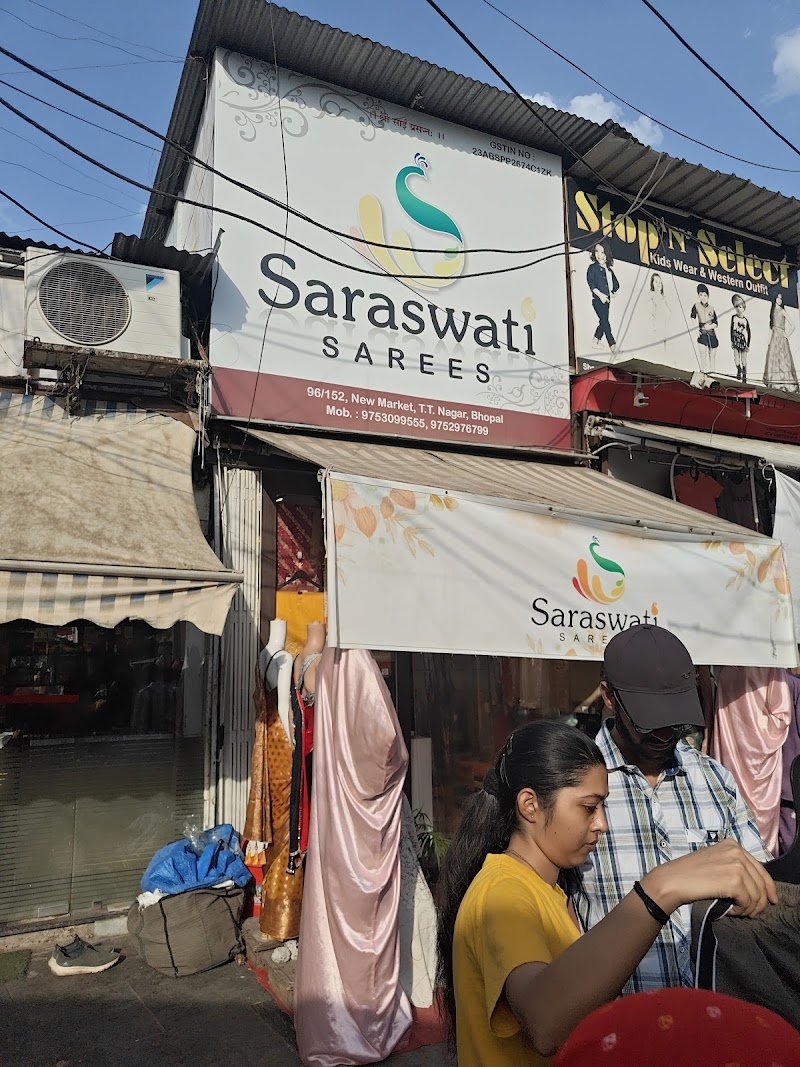 ।। श्री साईं प्रसन्नः ।।
GSTIN NO :
23ABSPP2674C1ZK
Saraswati
SAREES
96/152, New Market, T.T. Nagar, Bhopal
Mob. : 9753099555, 9752976799
Stop'N'Select
Kids Wear & Western Outfit
Saraswati